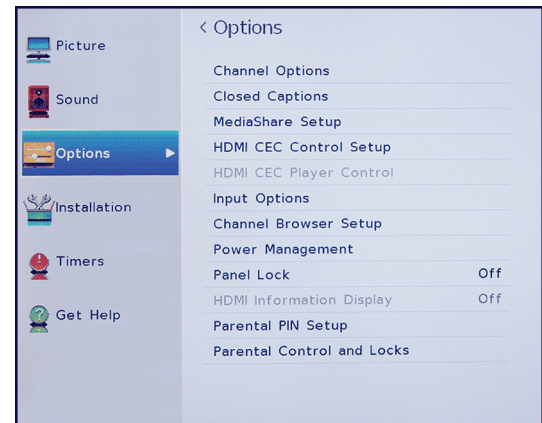 Picture
Sound
Options
Installation
Timers
Get Help
< Options
Channel Options
Closed Captions
MediaShare Setup
HDMI CEC Control Setup
HDMI CEC Player Control
Input Options
Channel Browser Setup
Power Management
Panel Lock Off
HDMI Information Display Off
Parental PIN Setup
Parental Control and Locks